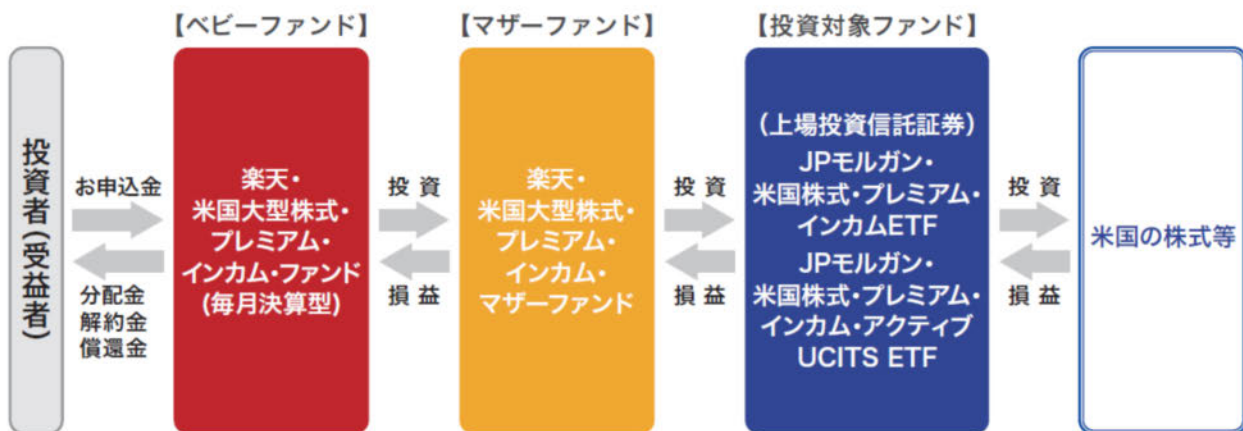 【ベビーファンド】
【マザーファンド】
【投資対象ファンド】
投資者(受益者)
お申込金
分配金
解約金
償還金
楽天・
米国大型株式・
プレミアム・
インカム・ファンド
(毎月決算型)
投資
損益
楽天・
米国大型株式・
プレミアム・
インカム・
マザーファンド
投資
損益
(上場投資信託証券)
JPモルガン・
米国株式・プレミアム・
インカムETF
JPモルガン・
米国株式・プレミアム・
インカム・アクティブ
UCITS ETF
投資
損益
米国の株式等